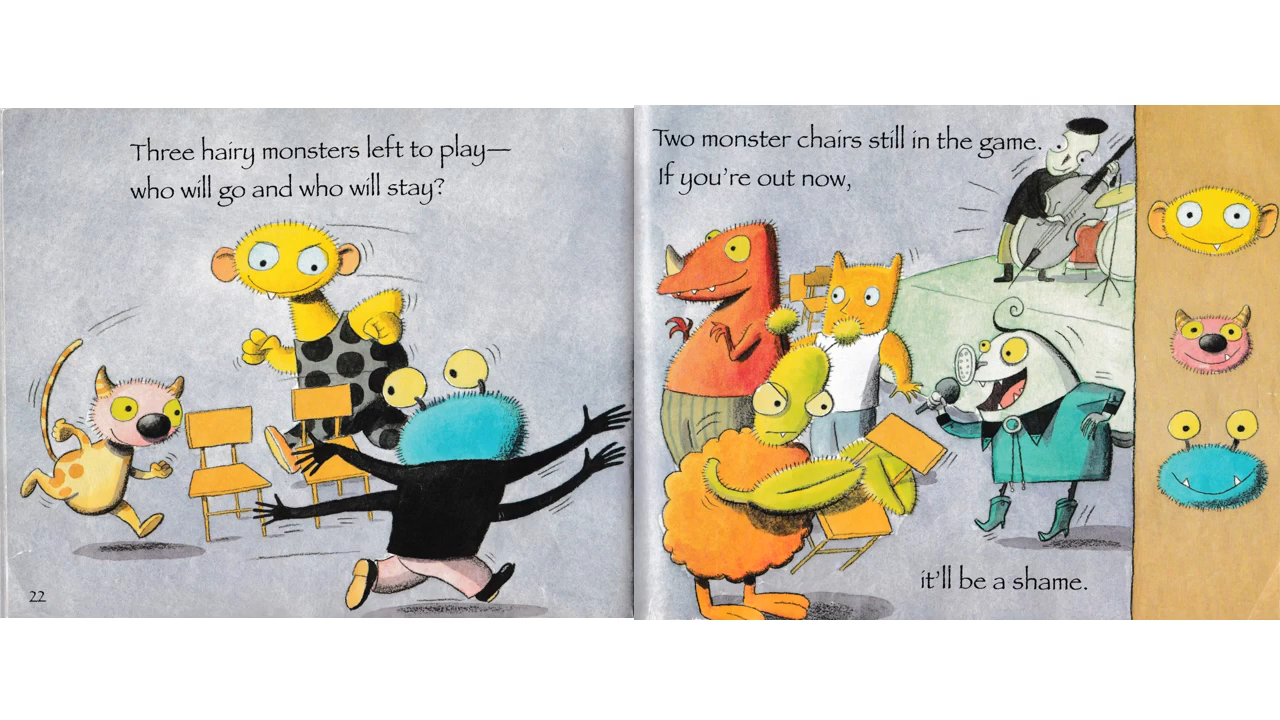 Three hairy monsters left to play—
who will go and who will stay?
22
Two monster chairs still in the game.
If you're out now,
it'll be a shame.